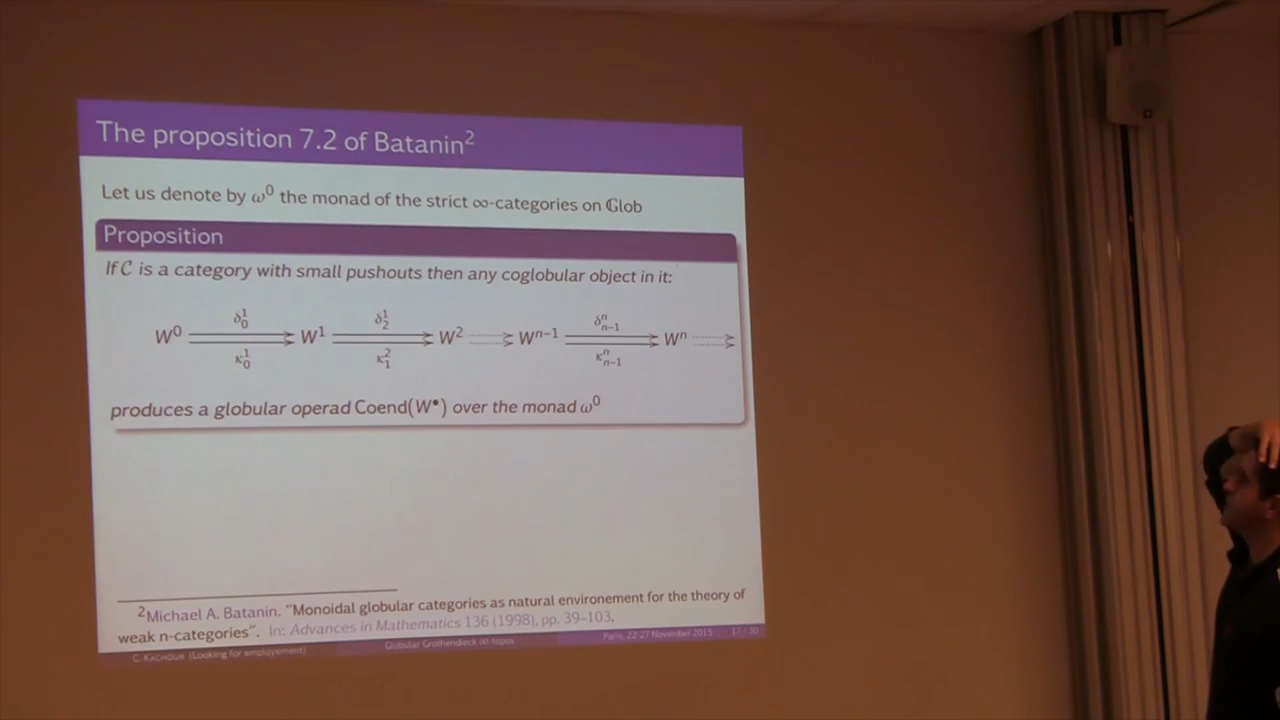 The proposition 7.2 of Batanin²
Let us denote by ω⁰ the monad of the strict ∞-categories on 𝔾lob
Proposition
If 𝒞 is a category with small pushouts then any coglobular object in it:
δ¹₀ δ¹₂ δⁿₙ₋₁
W⁰ W¹ W² Wⁿ⁻¹ Wⁿ
κ¹₀ κ²₁ κⁿₙ₋₁
produces a globular operad Coend(W•) over the monad ω⁰
²Michael A. Batanin. “Monoidal globular categories as natural environement for the theory of
weak n-categories”. In: Advances in Mathematics 136 (1998), pp. 39–103.
C. Kachour (Looking for employement) Globular Grothendieck ∞-topos Paris, 22-27 November 2015 17 / 30